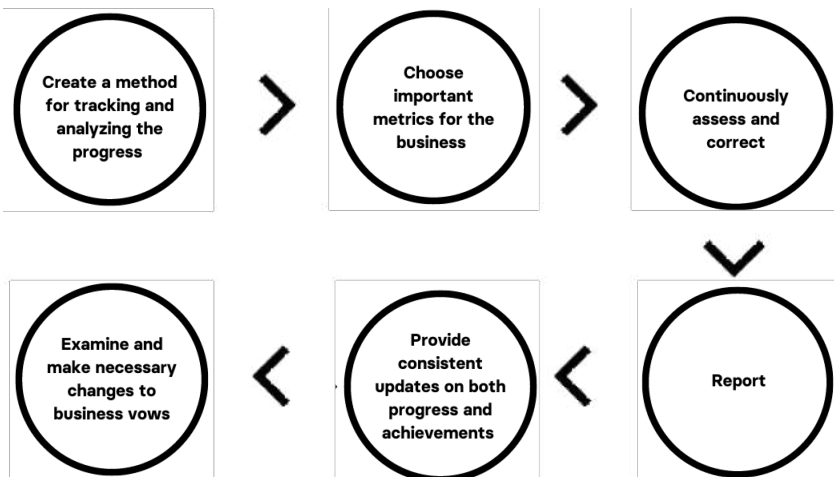 Create a method
for tracking and
analyzing the
progress
Choose
important
metrics for the
business
Continuously
assess and
correct
Report
Provide
consistent
updates on both
progress and
achievements
Examine and
make necessary
changes to
business vows